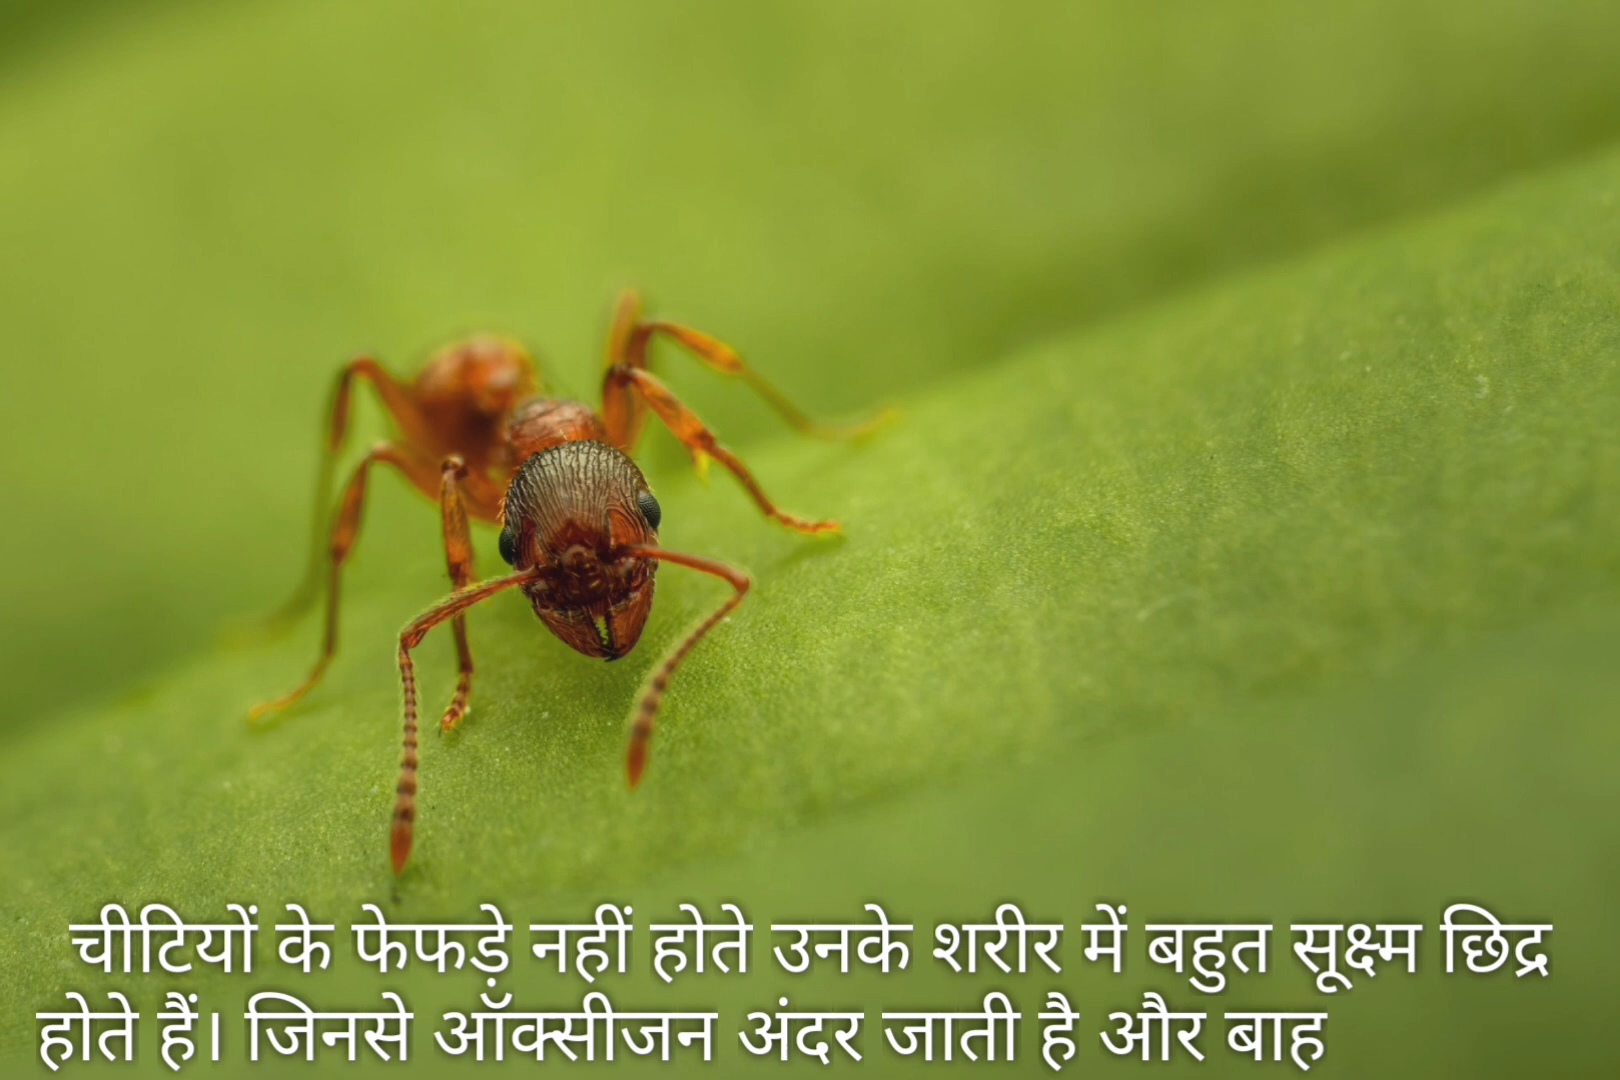 चीटियों के फेफड़े नहीं होते उनके शरीर में बहुत सूक्ष्म छिद्र
होते हैं। जिनसे ऑक्सीजन अंदर जाती है और बाह